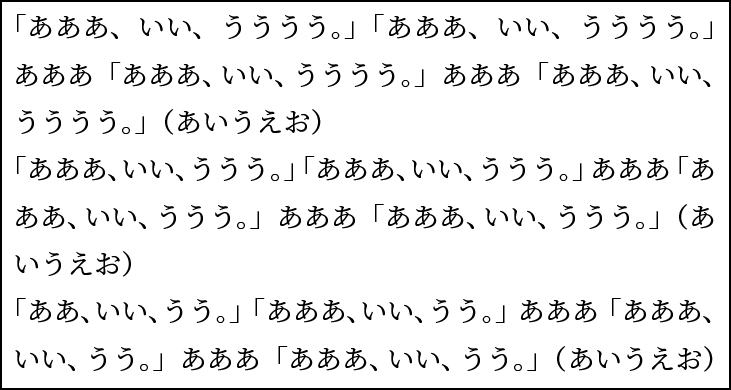 「あああ、いい、うううう。」「あああ、いい、うううう。」
あああ「あああ、いい、うううう。」あああ「あああ、いい、
うううう。」（あいうえお）
「あああ、いい、ううう。」「あああ、いい、ううう。」あああ「あ
ああ、いい、ううう。」あああ「あああ、いい、ううう。」（あ
いうえお）
「ああ、いい、うう。」「あああ、いい、うう。」あああ「あああ、
いい、うう。」あああ「あああ、いい、うう。」（あいうえお）